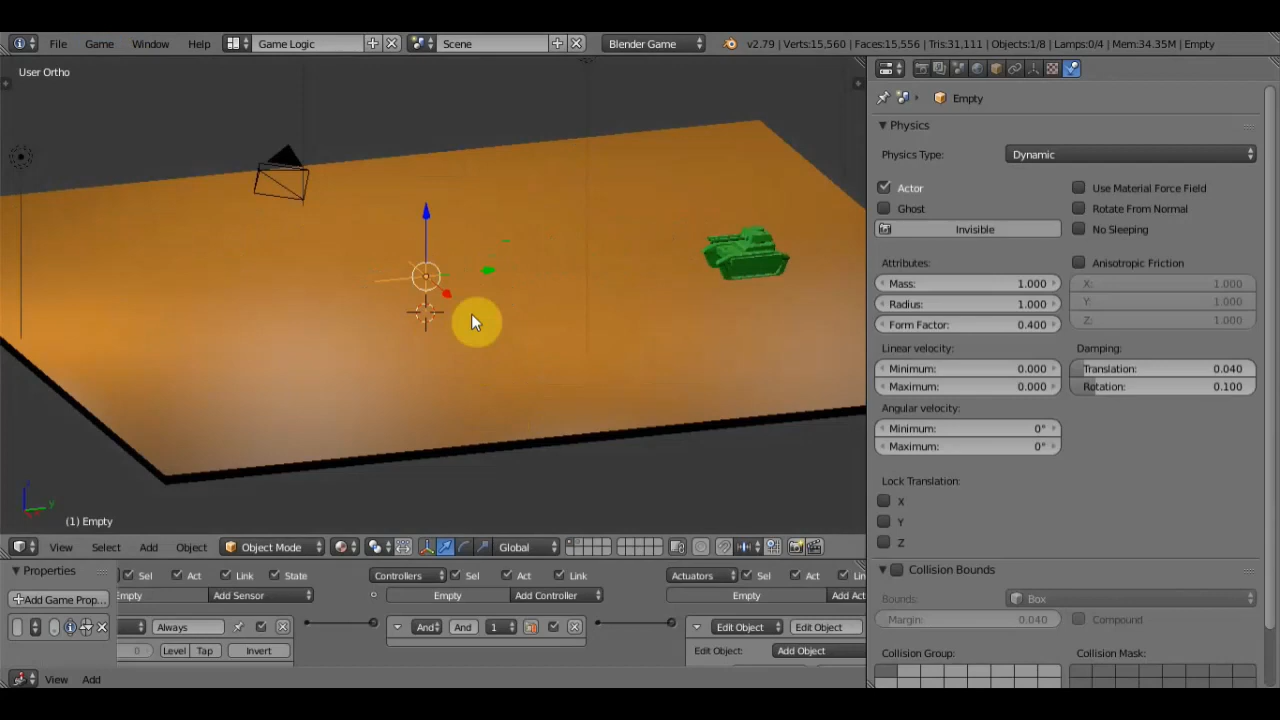 File Game Window Help Game Logic Scene Blender Game v2.79 | Verts:15,560 | Faces:15,556 | Tris:31,111 | Objects:1/8 | Lamps:0/4 | Mem:34.35M | Empty
User Ortho
Empty
Physics
Physics Type: Dynamic
Actor Use Material Force Field
Ghost Rotate From Normal
Invisible No Sleeping
Attributes: Anisotropic Friction
Mass: 1.000 X: 1.000
Radius: 1.000 Y: 1.000
Form Factor: 0.400 Z: 1.000
Linear velocity: Damping:
Minimum: 0.000 Translation: 0.040
Maximum: 0.000 Rotation: 0.100
Angular velocity:
Minimum: 0°
Maximum: 0°
Lock Translation:
X
Y
Z
y
(1) Empty
View Select Add Object Object Mode Global
Collision Bounds
Bounds: Box
Margin: 0.040 Compound
Collision Group: Collision Mask:
Properties Sel Act Link State Controllers Sel Act Link Actuators Sel Act Lin
Add Game Prop... Empty Add Sensor Empty Add Controller Empty Add Act
Always And And 1 Edit Object Edit Object
0 Level Tap Invert Edit Object: Add Object
View Add